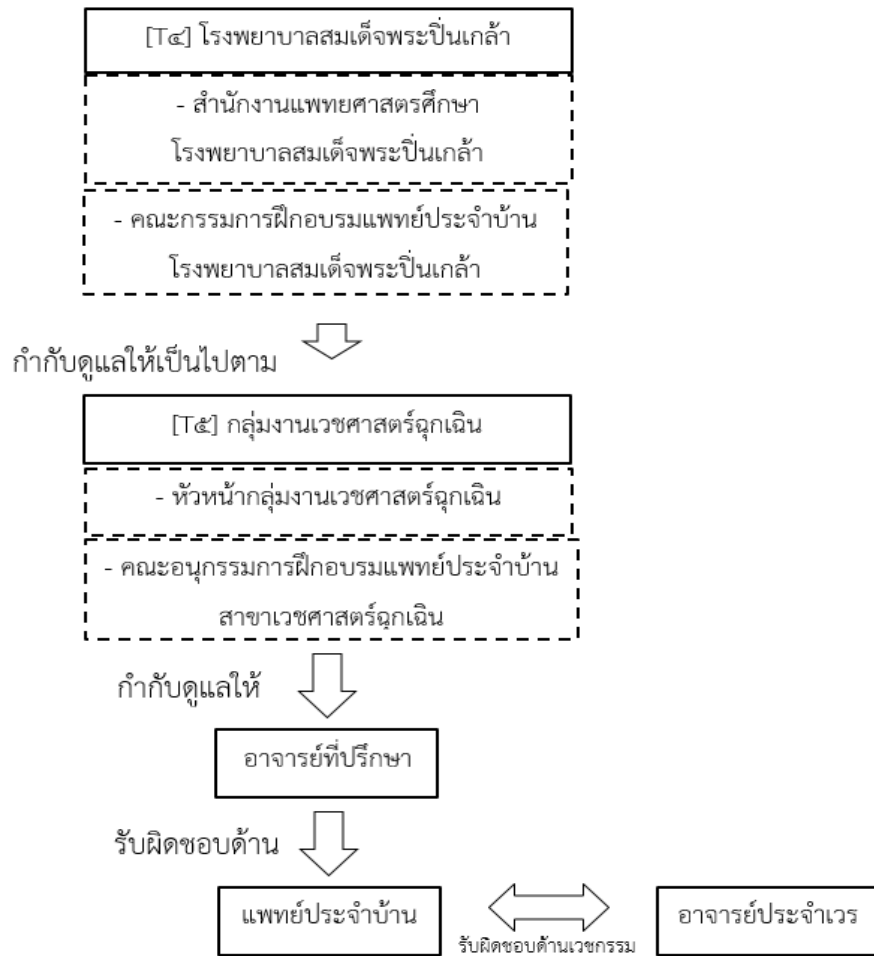 [T๔] โรงพยาบาลสมเด็จพระปิ่นเกล้า
- สำนักงานแพทยศาสตรศึกษา
โรงพยาบาลสมเด็จพระปิ่นเกล้า
- คณะกรรมการฝึกอบรมแพทย์ประจำบ้าน
โรงพยาบาลสมเด็จพระปิ่นเกล้า
กำกับดูแลให้เป็นไปตาม
[T๕] กลุ่มงานเวชศาสตร์ฉุกเฉิน
- หัวหน้ากลุ่มงานเวชศาสตร์ฉุกเฉิน
- คณะอนุกรรมการฝึกอบรมแพทย์ประจำบ้าน
สาขาเวชศาสตร์ฉุกเฉิน
กำกับดูแลให้
อาจารย์ที่ปรึกษา
รับผิดชอบด้าน
แพทย์ประจำบ้าน
รับผิดชอบด้านเวชกรรม
อาจารย์ประจำเวร